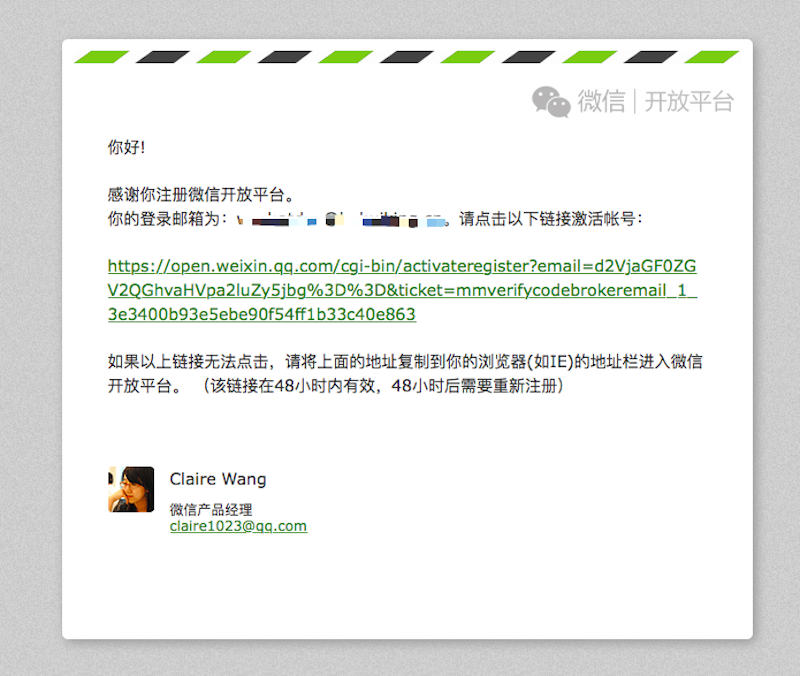 微信 | 开放平台
你好!
感谢你注册微信开放平台。
你的登录邮箱为: 。请点击以下链接激活帐号:
https://open.weixin.qq.com/cgi-bin/activateregister?email=d2VjaGF0ZG
V2QGhvaHVpa2luZy5jbg%3D%3D&ticket=mmverifycodebrokeremail_1_
3e3400b93e5ebe90f54ff1b33c40e863
如果以上链接无法点击，请将上面的地址复制到你的浏览器(如IE)的地址栏进入微信
开放平台。 （该链接在48小时内有效，48小时后需要重新注册）
Claire Wang
微信产品经理
claire1023@qq.com